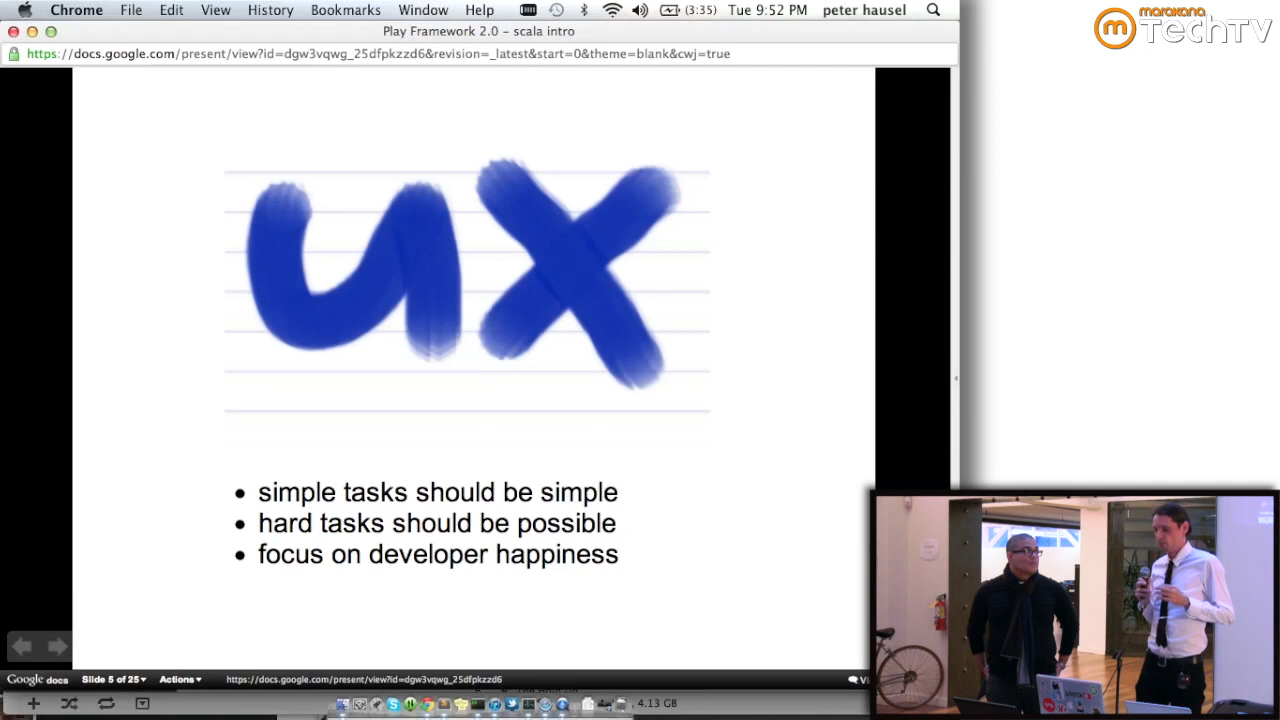 Chrome File Edit View History Bookmarks Window Help (3:35) Tue 9:52 PM peter hausel
marakana
TechTV
Play Framework 2.0 - scala intro
https://docs.google.com/present/view?id=dgw3vqwg_25dfpkzzd6&revision=_latest&start=0&theme=blank&cwj=true
ux
simple tasks should be simple
hard tasks should be possible
focus on developer happiness
Google docs Slide 5 of 25 Actions https://docs.google.com/present/view?id=dgw3vqwg_25dfpkzzd6
4.13 GB